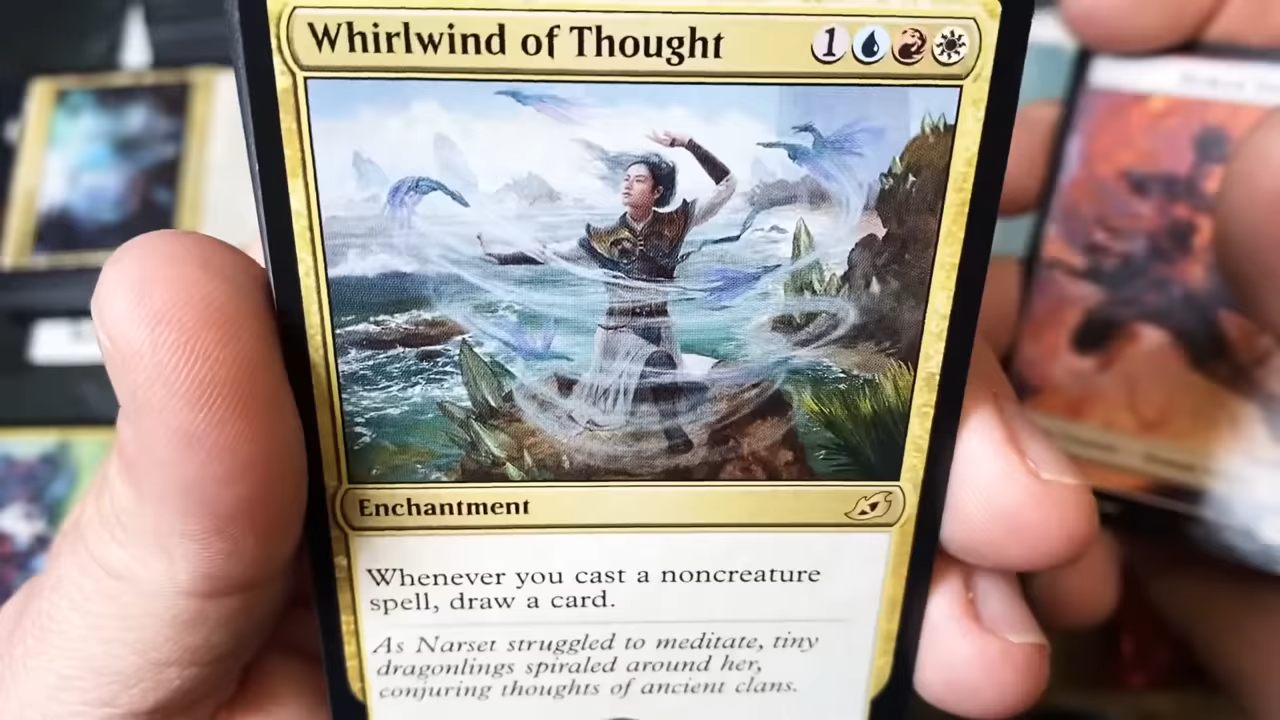 Whirlwind of Thought 1
Enchantment
Whenever you cast a noncreature
spell, draw a card.
As Narset struggled to meditate, tiny
dragonlings spiraled around her,
conjuring thoughts of ancient clans.